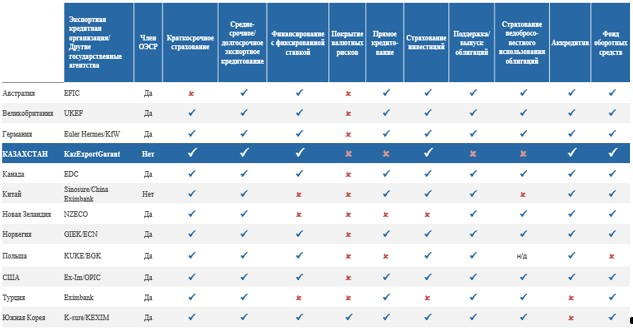 Экспортная кредитная организация/ Другие государственные агентства | Член ОЭСР | Краткосрочное страхование | Средне-срочное/ долгосрочное экспортное кредитование | Финансирование с фиксированной ставкой | Покрытие валютных рисков | Прямое кредито-вание | Страхование инвестиций | Поддержка/ выпуск облигаций | Страхование недобросо-вестного использования облигаций | Аккредитив | Фонд оборотных средств
Австралия | EFIC | Да | ✗ | ✓ | ✓ | ✗ | ✓ | ✓ | ✓ | ✓ | ✓ | ✓
Великобритания | UKEF | Да | ✓ | ✓ | ✓ | ✗ | ✓ | ✓ | ✓ | ✓ | ✓ | ✓
Германия | Euler Hermes/KfW | Да | ✓ | ✓ | ✓ | ✗ | ✓ | ✓ | ✓ | ✓ | ✓ | ✓
КАЗАХСТАН | KazExportGarant | Нет | ✓ | ✓ | ✓ | ✗ | ✗ | ✓ | ✗ | ✗ | ✓ | ✓
Канада | EDC | Да | ✓ | ✓ | ✓ | ✗ | ✓ | ✓ | ✓ | ✓ | ✓ | ✓
Китай | Sinosure/China Eximbank | Нет | ✓ | ✓ | ✗ | ✗ | ✓ | ✓ | ✓ | ✗ | ✓ | ✓
Новая Зеландия | NZECO | Да | ✓ | ✓ | ✗ | ✗ | ✗ | ✗ | ✓ | ✓ | ✓ | ✓
Норвегия | GIEK/ECN | Да | ✓ | ✓ | ✓ | ✗ | ✓ | ✓ | ✓ | ✓ | ✓ | ✓
Польша | KUKE/BGK | Да | ✓ | ✓ | ✓ | ✗ | ✗ | ✓ | ✓ | н/д | ✓ | ✗
США | Ex-Im/OPIC | Да | ✓ | ✓ | ✓ | ✗ | ✓ | ✓ | ✓ | ✓ | ✓ | ✓
Турция | Eximbank | Да | ✓ | ✓ | ✗ | ✗ | ✓ | ✗ | ✓ | ✓ | ✗ | ✓
Южная Корея | K-sure/KEXIM | Да | ✓ | ✓ | ✓ | ✓ | ✓ | ✓ | ✓ | ✓ | ✗ | ✓